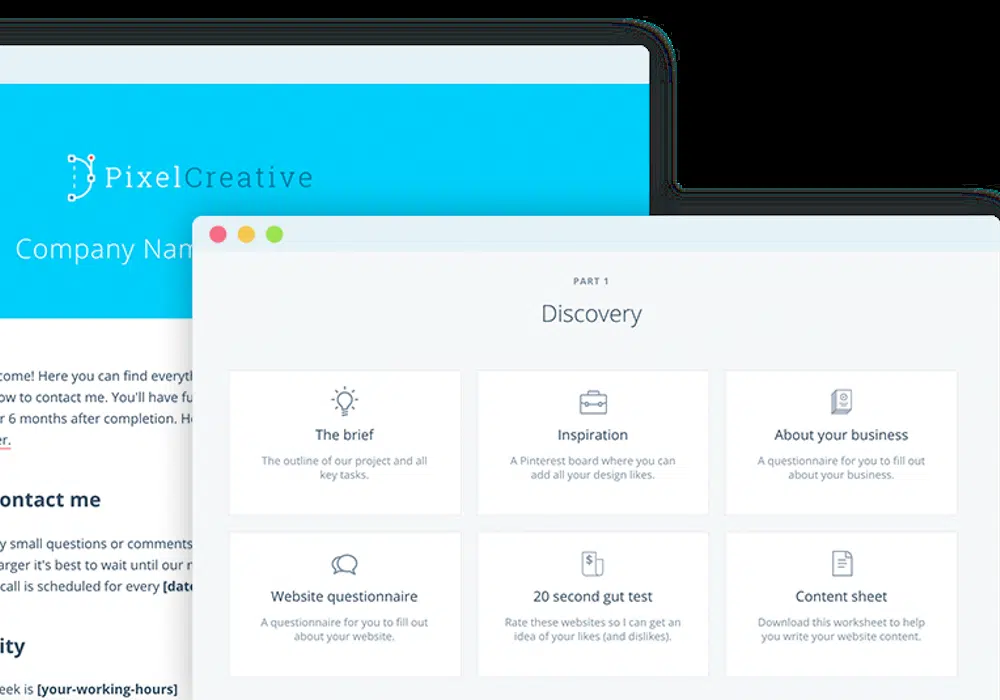 PixelCreative
Company Nam
come! Here you can find everyth
ow to contact me. You'll have fu
r 6 months after completion. He
er.
ontact me
y small questions or comments
arger it's best to wait until our n
call is scheduled for every [date
ity
eek is [your-working-hours]
PART 1
Discovery
The brief
The outline of our project and all
key tasks.
Inspiration
A Pinterest board where you can
add all your design likes.
About your business
A questionnaire for you to fill out
about your business.
Website questionnaire
A questionnaire for you to fill out
about your website.
20 second gut test
Rate these websites so I can get an
idea of your likes (and dislikes).
Content sheet
Download this worksheet to help
you write your website content.